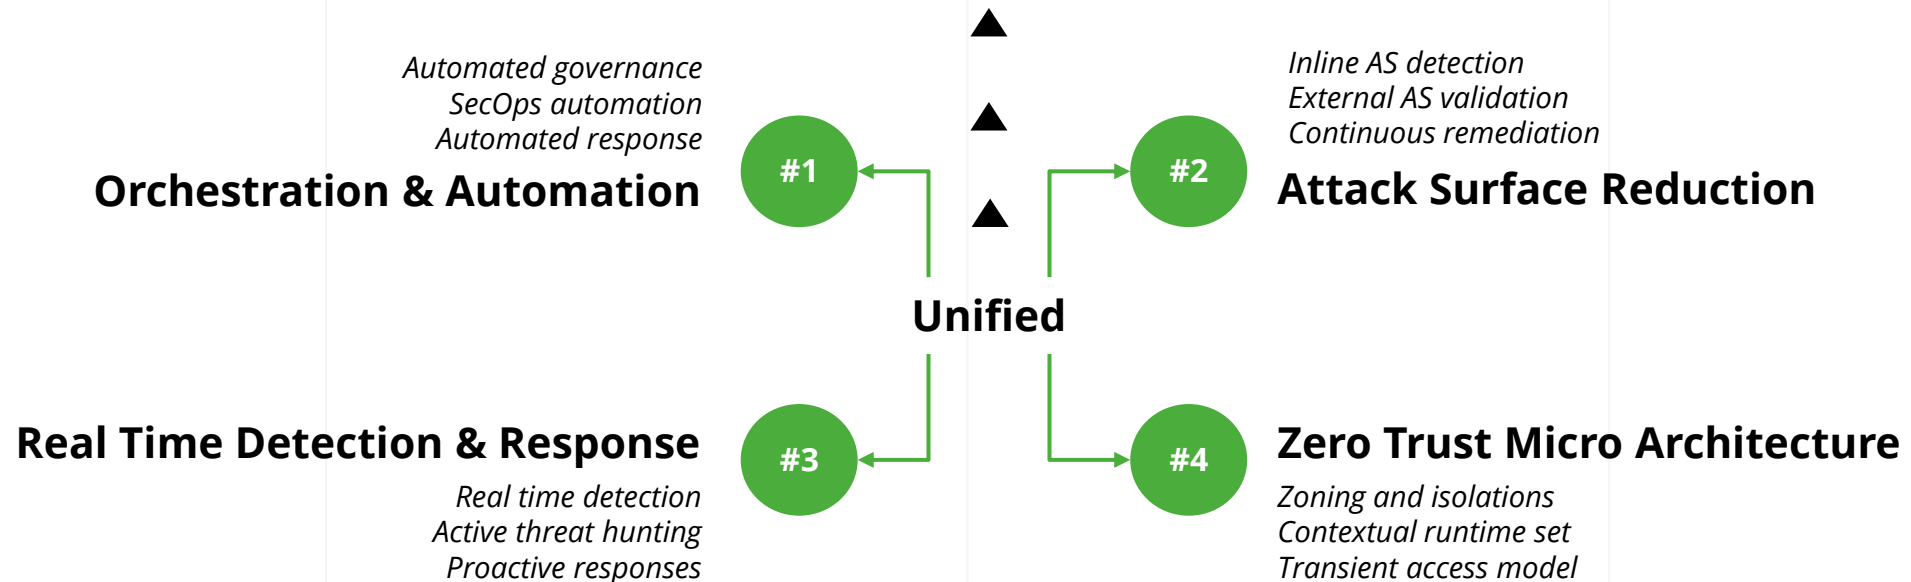 Automated governance
SecOps automation
Automated response
#1
Orchestration & Automation
Inline AS detection
External AS validation
Continuous remediation
#2
Attack Surface Reduction
Unified
Real Time Detection & Response
#3
Real time detection
Active threat hunting
Proactive responses
#4
Zero Trust Micro Architecture
Zoning and isolations
Contextual runtime set
Transient access model